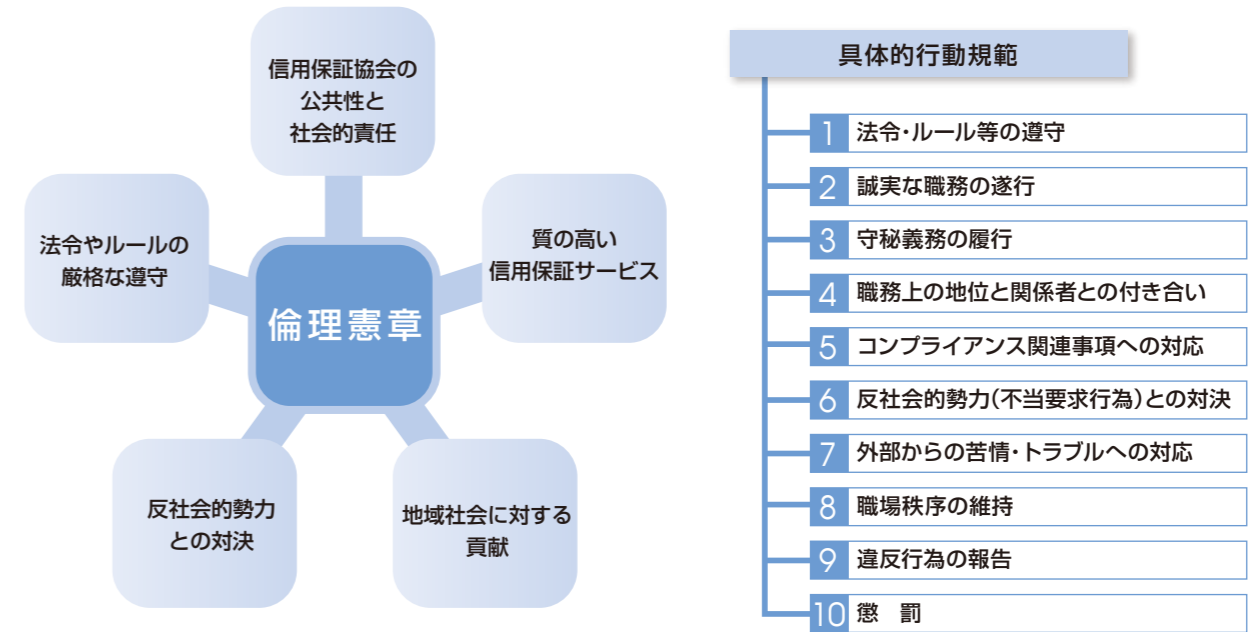 信用保証協会の
公共性と
社会的責任
法令やルールの
厳格な遵守
質の高い
信用保証サービス
倫理憲章
反社会的勢力
との対決
地域社会に対する
貢献
具体的行動規範
1 法令・ルール等の遵守
2 誠実な職務の遂行
3 守秘義務の履行
4 職務上の地位と関係者との付き合い
5 コンプライアンス関連事項への対応
6 反社会的勢力(不当要求行為)との対決
7 外部からの苦情・トラブルへの対応
8 職場秩序の維持
9 違反行為の報告
10 懲　罰